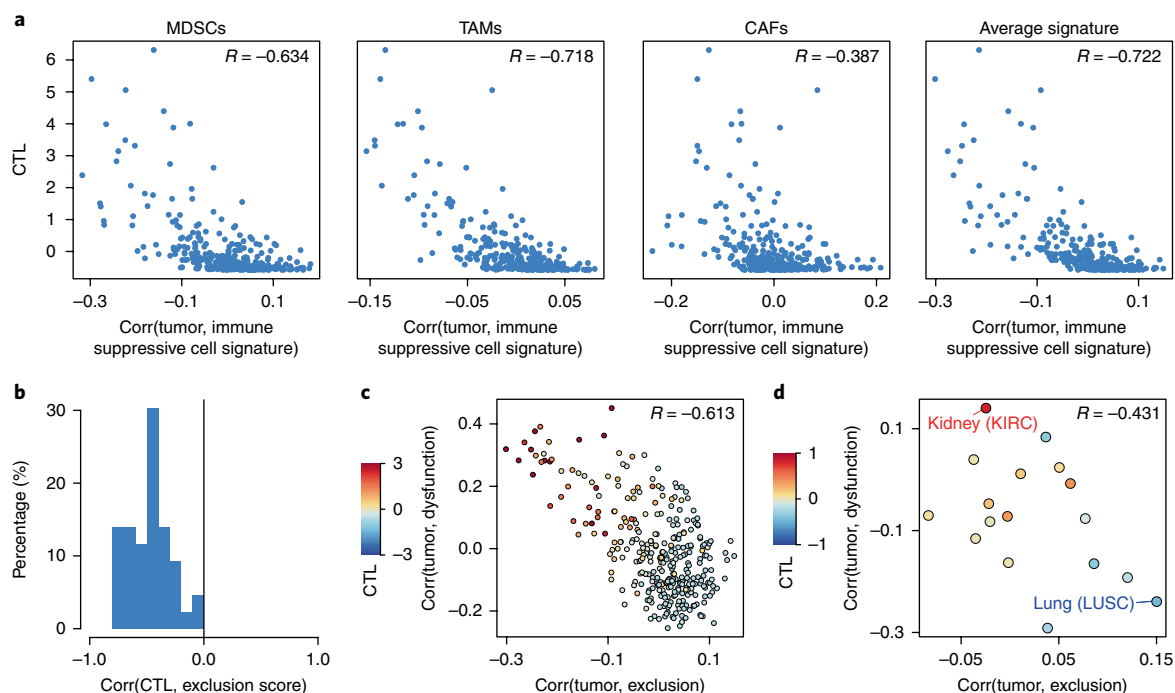 a
MDSCs
TAMs
CAFs
Average signature
R = –0.634
R = –0.718
R = –0.387
R = –0.722
CTL
6
5
4
3
2
1
0
–0.3
–0.1
0.1
–0.15
–0.05
0.05
–0.2
0.0
0.2
–0.3
–0.1
0.1
Corr(tumor, immune
suppressive cell signature)
Corr(tumor, immune
suppressive cell signature)
Corr(tumor, immune
suppressive cell signature)
Corr(tumor, immune
suppressive cell signature)
b
Percentage (%)
30
20
10
0
–1.0
0.0
1.0
Corr(CTL, exclusion score)
c
R = –0.613
CTL
3
0
–3
Corr(tumor, dysfunction)
0.4
0.2
0.0
–0.2
–0.3
–0.1
0.1
Corr(tumor, exclusion)
d
R = –0.431
Kidney (KIRC)
Lung (LUSC)
CTL
1
0
–1
Corr(tumor, dysfunction)
0.1
–0.1
–0.3
–0.05
0.05
0.15
Corr(tumor, exclusion)